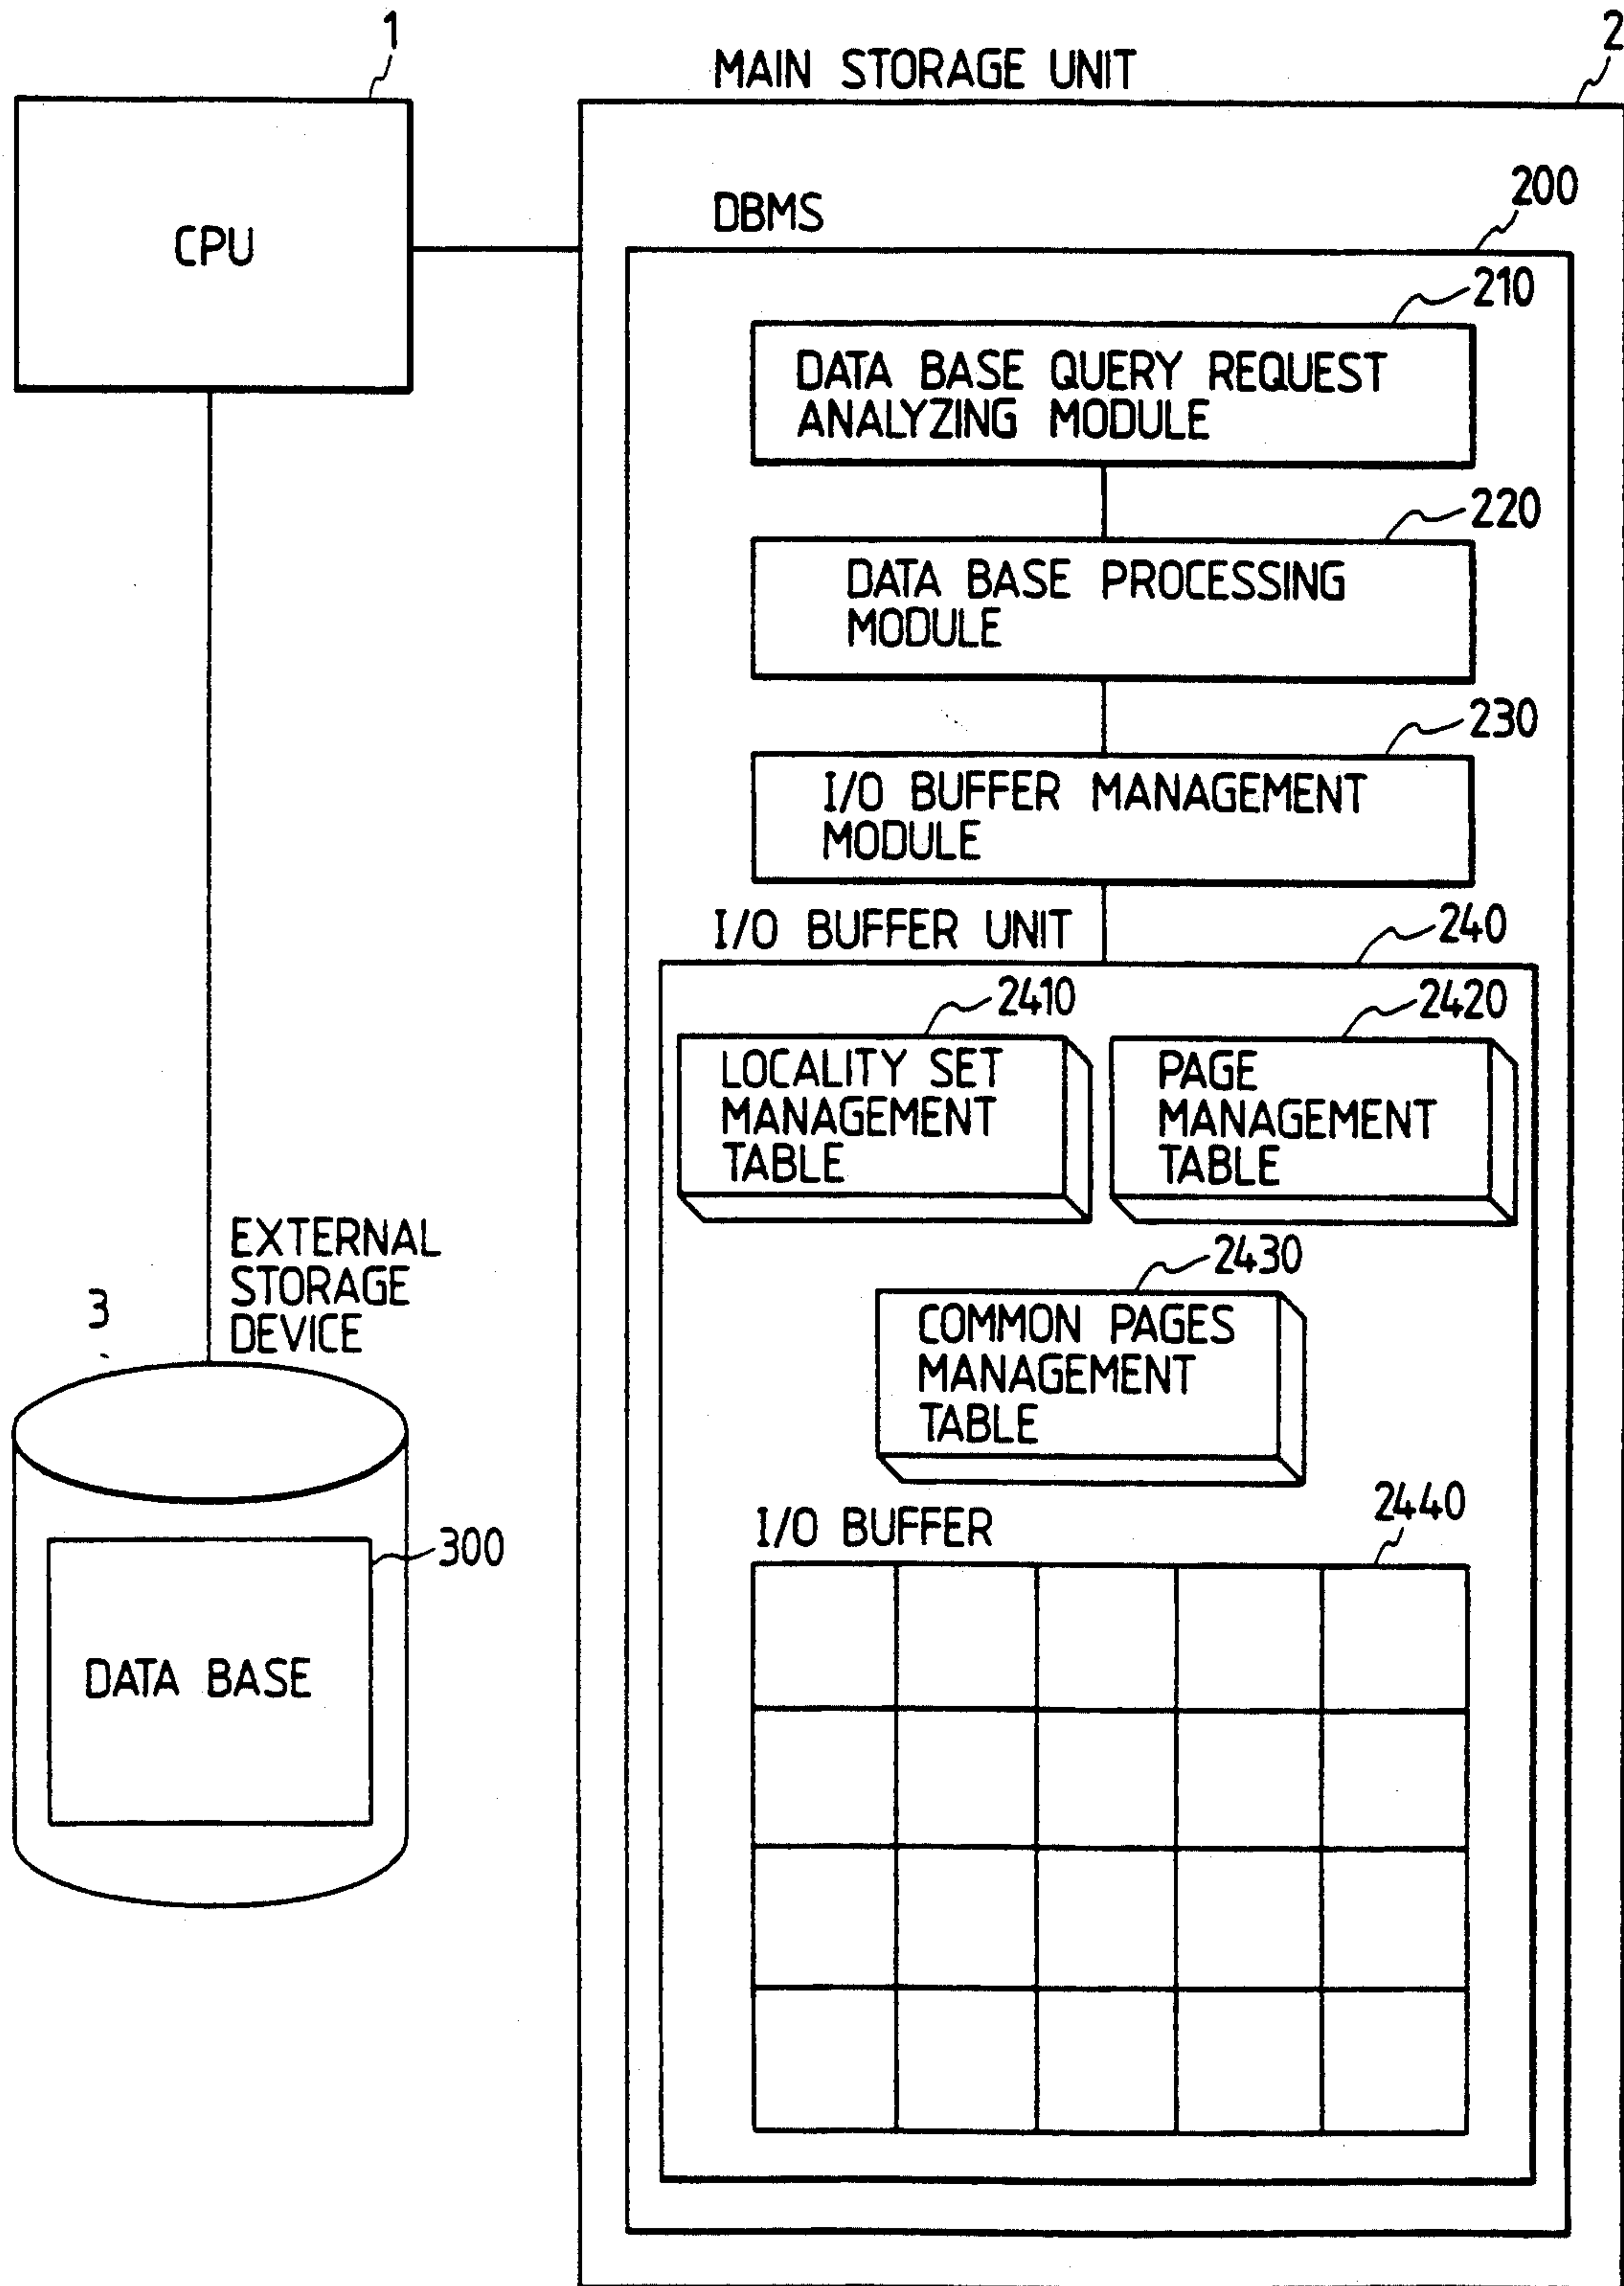 1
2
MAIN STORAGE UNIT
CPU
DBMS
200
210
DATA BASE QUERY REQUEST
ANALYZING MODULE
220
DATA BASE PROCESSING
MODULE
230
I/O BUFFER MANAGEMENT
MODULE
I/O BUFFER UNIT
240
2410
2420
LOCALITY SET
MANAGEMENT
TABLE
PAGE
MANAGEMENT
TABLE
2430
COMMON PAGES
MANAGEMENT
TABLE
EXTERNAL
STORAGE
DEVICE
3
I/O BUFFER
2440
300
DATA BASE